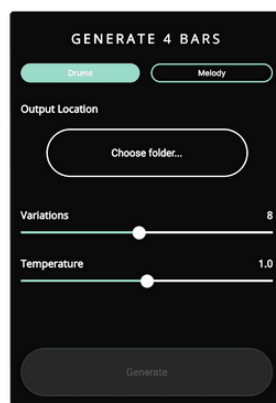 GENERATE 4 BARS
Drums Melody
Output Location
Choose folder...
Variations 8
Temperature 1.0
Generate